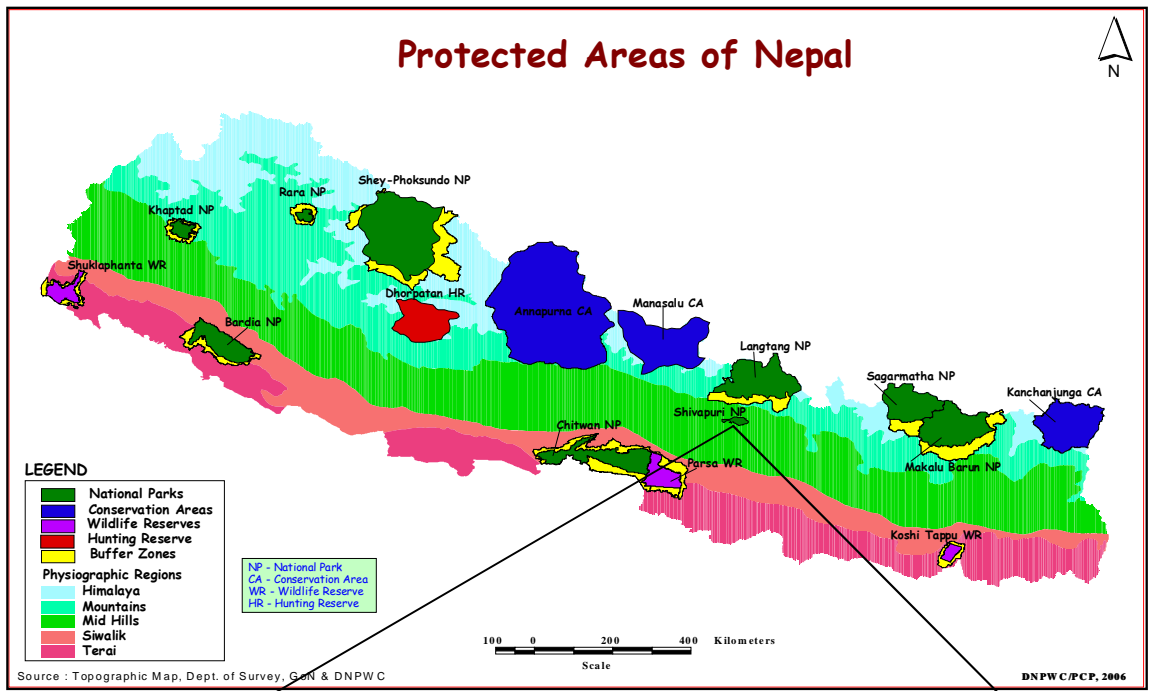 Protected Areas of Nepal
N
Shey-Phoksundo NP
Rara NP
Khaptad NP
Shuklaphanta WR
Dhorpatan HR
Manasalu CA
Annapurna CA
Bardia NP
Langtang NP
Sagarmatha NP
Kanchanjunga CA
Shivapuri NP
Chitwan NP
Parsa WR
Makalu Barun NP
Koshi Tappu WR
LEGEND
National Parks
Conservation Areas
Wildlife Reserves
Hunting Reserve
Buffer Zones
Physiographic Regions
Himalaya
Mountains
Mid Hills
Siwalik
Terai
NP - National Park
CA - Conservation Area
WR - Wildlife Reserve
HR - Hunting Reserve
100 0 200 400 Kilometers
Scale
Source : Topographic Map, Dept. of Survey, GoN & DNPWC
DNPWC/PCP, 2006